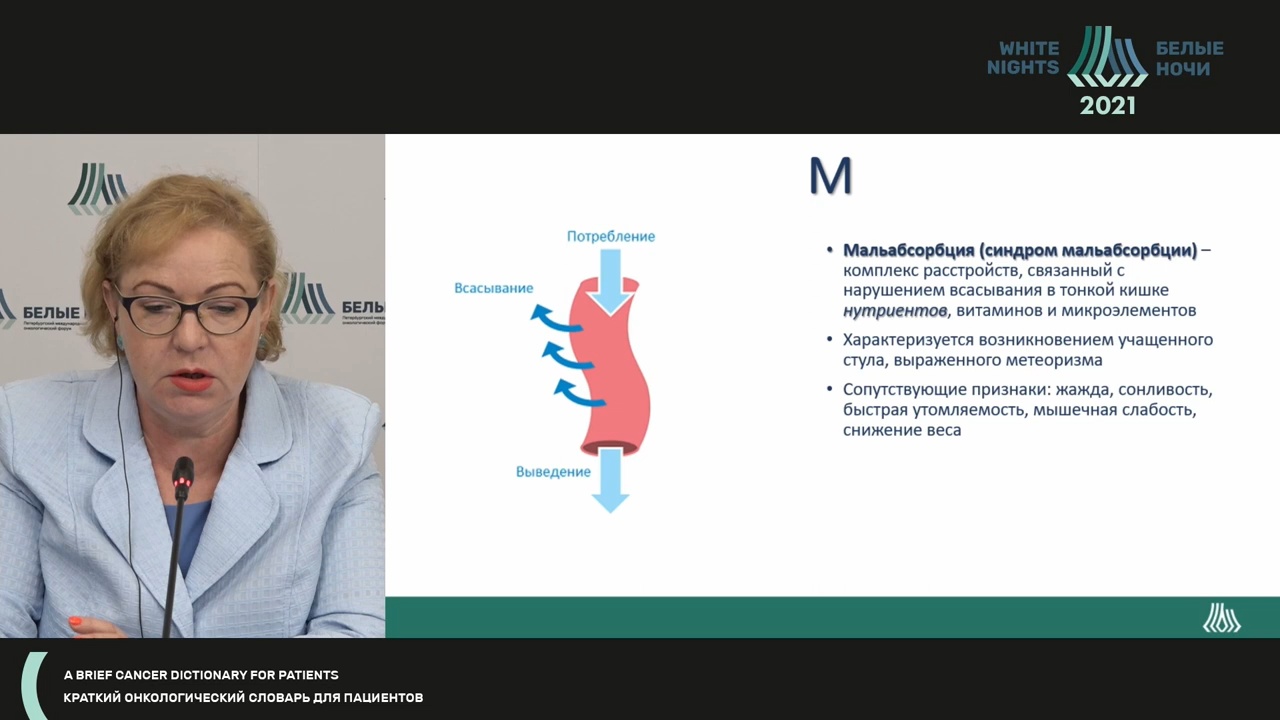 WHITE
NIGHTS
БЕЛЫЕ
НОЧИ
2021
БЕЛЫЕ
БЕЛЫ
М
Потребление
Всасывание
Выведение
• Мальабсорбция (синдром мальабсорбции) –
комплекс расстройств, связанный с
нарушением всасывания в тонкой кишке
нутриентов, витаминов и микроэлементов
• Характеризуется возникновением учащенного
стула, выраженного метеоризма
• Сопутствующие признаки: жажда, сонливость,
быстрая утомляемость, мышечная слабость,
снижение веса
A BRIEF CANCER DICTIONARY FOR PATIENTS
КРАТКИЙ ОНКОЛОГИЧЕСКИЙ СЛОВАРЬ ДЛЯ ПАЦИЕНТОВ